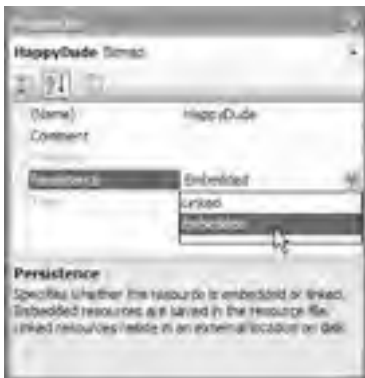 HappyDude Bitmap
(Name) HappyDude
Comment
Persistence Embedded
Linked
Embedded
Persistence
Specifies whether the resource is embedded or linked.
Embedded resources are saved in the resource file.
Linked resources reside in an external location on disk.